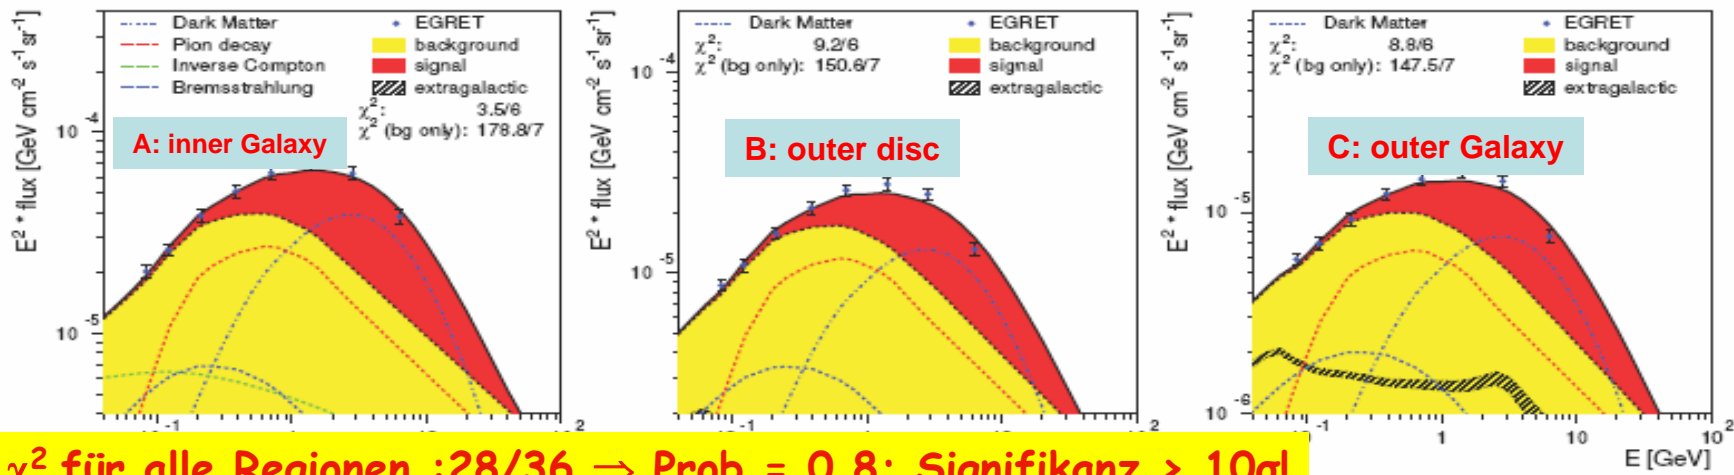 E² * flux [GeV cm⁻² s⁻¹ sr⁻¹]
10⁻⁴
10⁻⁵
Dark Matter
Pion decay
Inverse Compton
Bremsstrahlung
EGRET
background
signal
extragalactic
χ²: 3.5/6
χ² (bg only): 178.8/7
A: inner Galaxy
E² * flux [GeV cm⁻² s⁻¹ sr⁻¹]
10⁻⁴
10⁻⁵
Dark Matter
χ²: 9.2/6
χ² (bg only): 150.6/7
EGRET
background
signal
extragalactic
B: outer disc
E² * flux [GeV cm⁻² s⁻¹ sr⁻¹]
10⁻⁵
10⁻⁶
Dark Matter
χ²: 8.8/6
χ² (bg only): 147.5/7
EGRET
background
signal
extragalactic
C: outer Galaxy
1 10 10²
E [GeV]
χ² für alle Regionen :28/36 → Prob = 0.8; Signifikanz > 10σ!